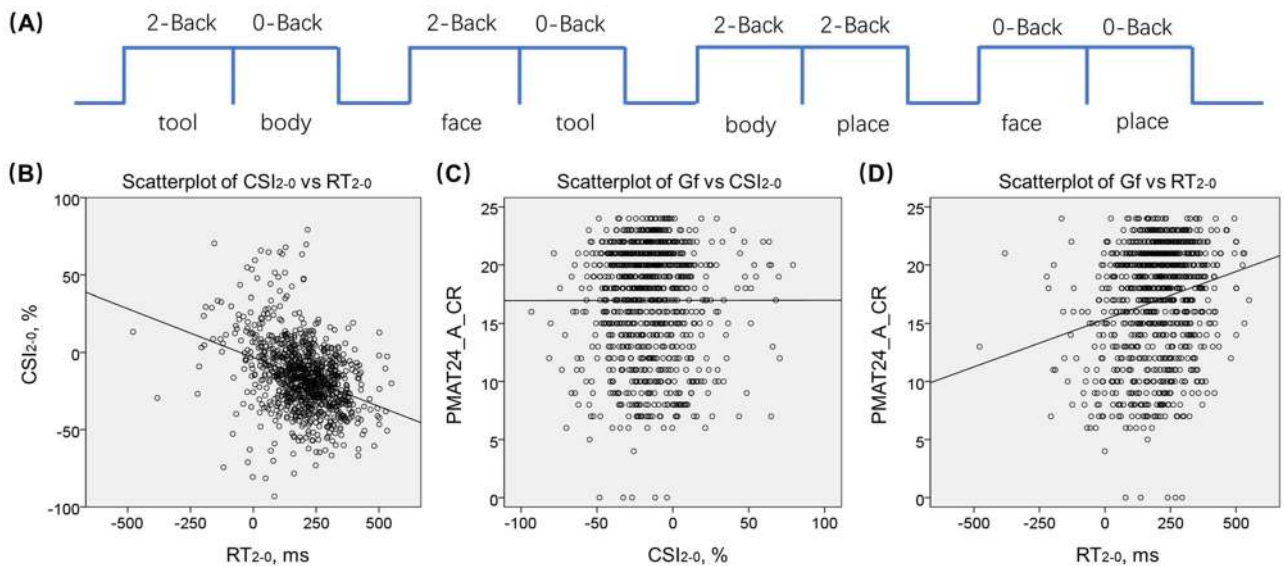 (A)
2-Back 0-Back 2-Back 0-Back 2-Back 2-Back 0-Back 0-Back
tool body face tool body place face place
(B)
Scatterplot of CSI2-0 vs RT2-0
CSI2-0, %
100
50
0
-50
-100
-500 -250 0 250 500
RT2-0, ms
(C)
Scatterplot of Gf vs CSI2-0
PMAT24_A_CR
25
20
15
10
5
0
-100 -50 0 50 100
CSI2-0, %
(D)
Scatterplot of Gf vs RT2-0
PMAT24_A_CR
25
20
15
10
5
0
-500 -250 0 250 500
RT2-0, ms